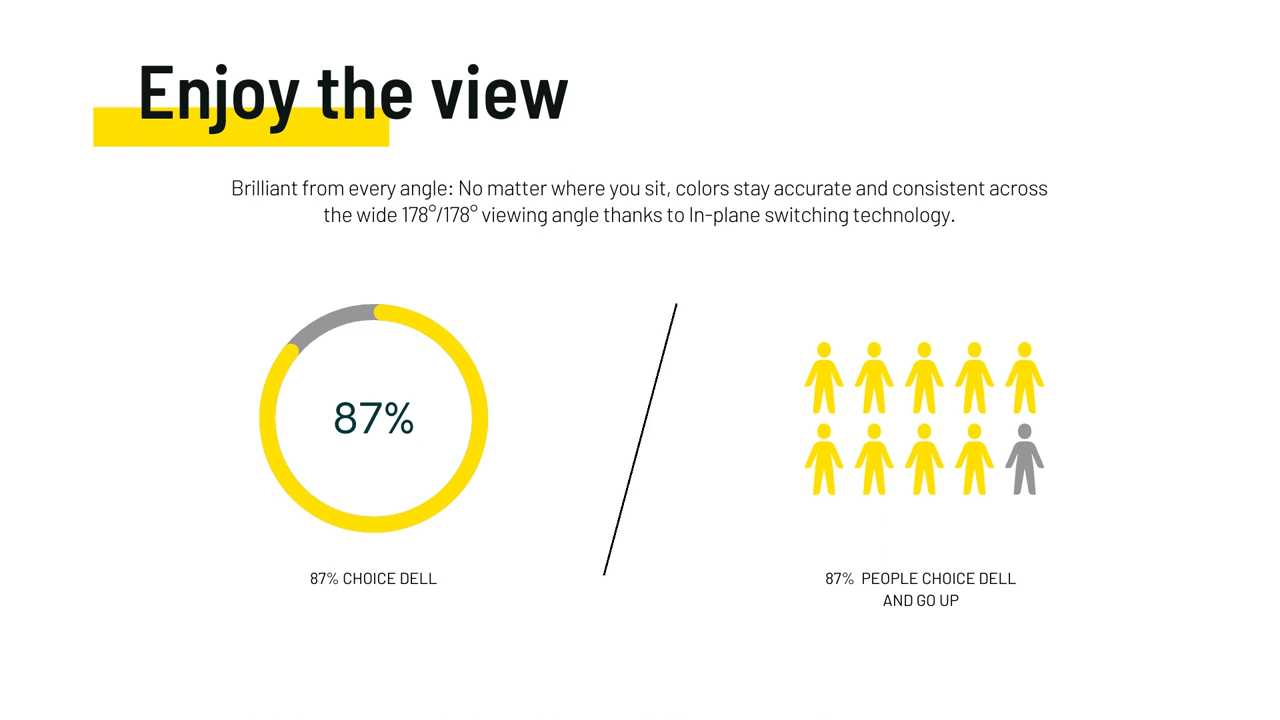 Enjoy the view
Brilliant from every angle: No matter where you sit, colors stay accurate and consistent across
the wide 178°/178° viewing angle thanks to In-plane switching technology.
87%
87% CHOICE DELL
87% PEOPLE CHOICE DELL
AND GO UP